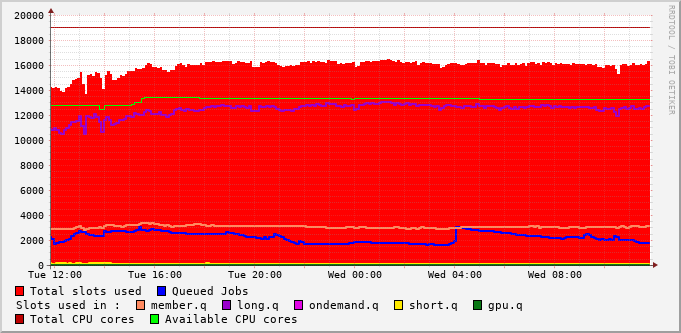 20000
18000
16000
14000
12000
10000
8000
6000
4000
2000
0
Tue 12:00 Tue 16:00 Tue 20:00 Wed 00:00 Wed 04:00 Wed 08:00
Total slots used Queued Jobs
Slots used in : member.q long.q ondemand.q short.q gpu.q
Total CPU cores Available CPU cores
RRDTOOL / TOBI OETIKER